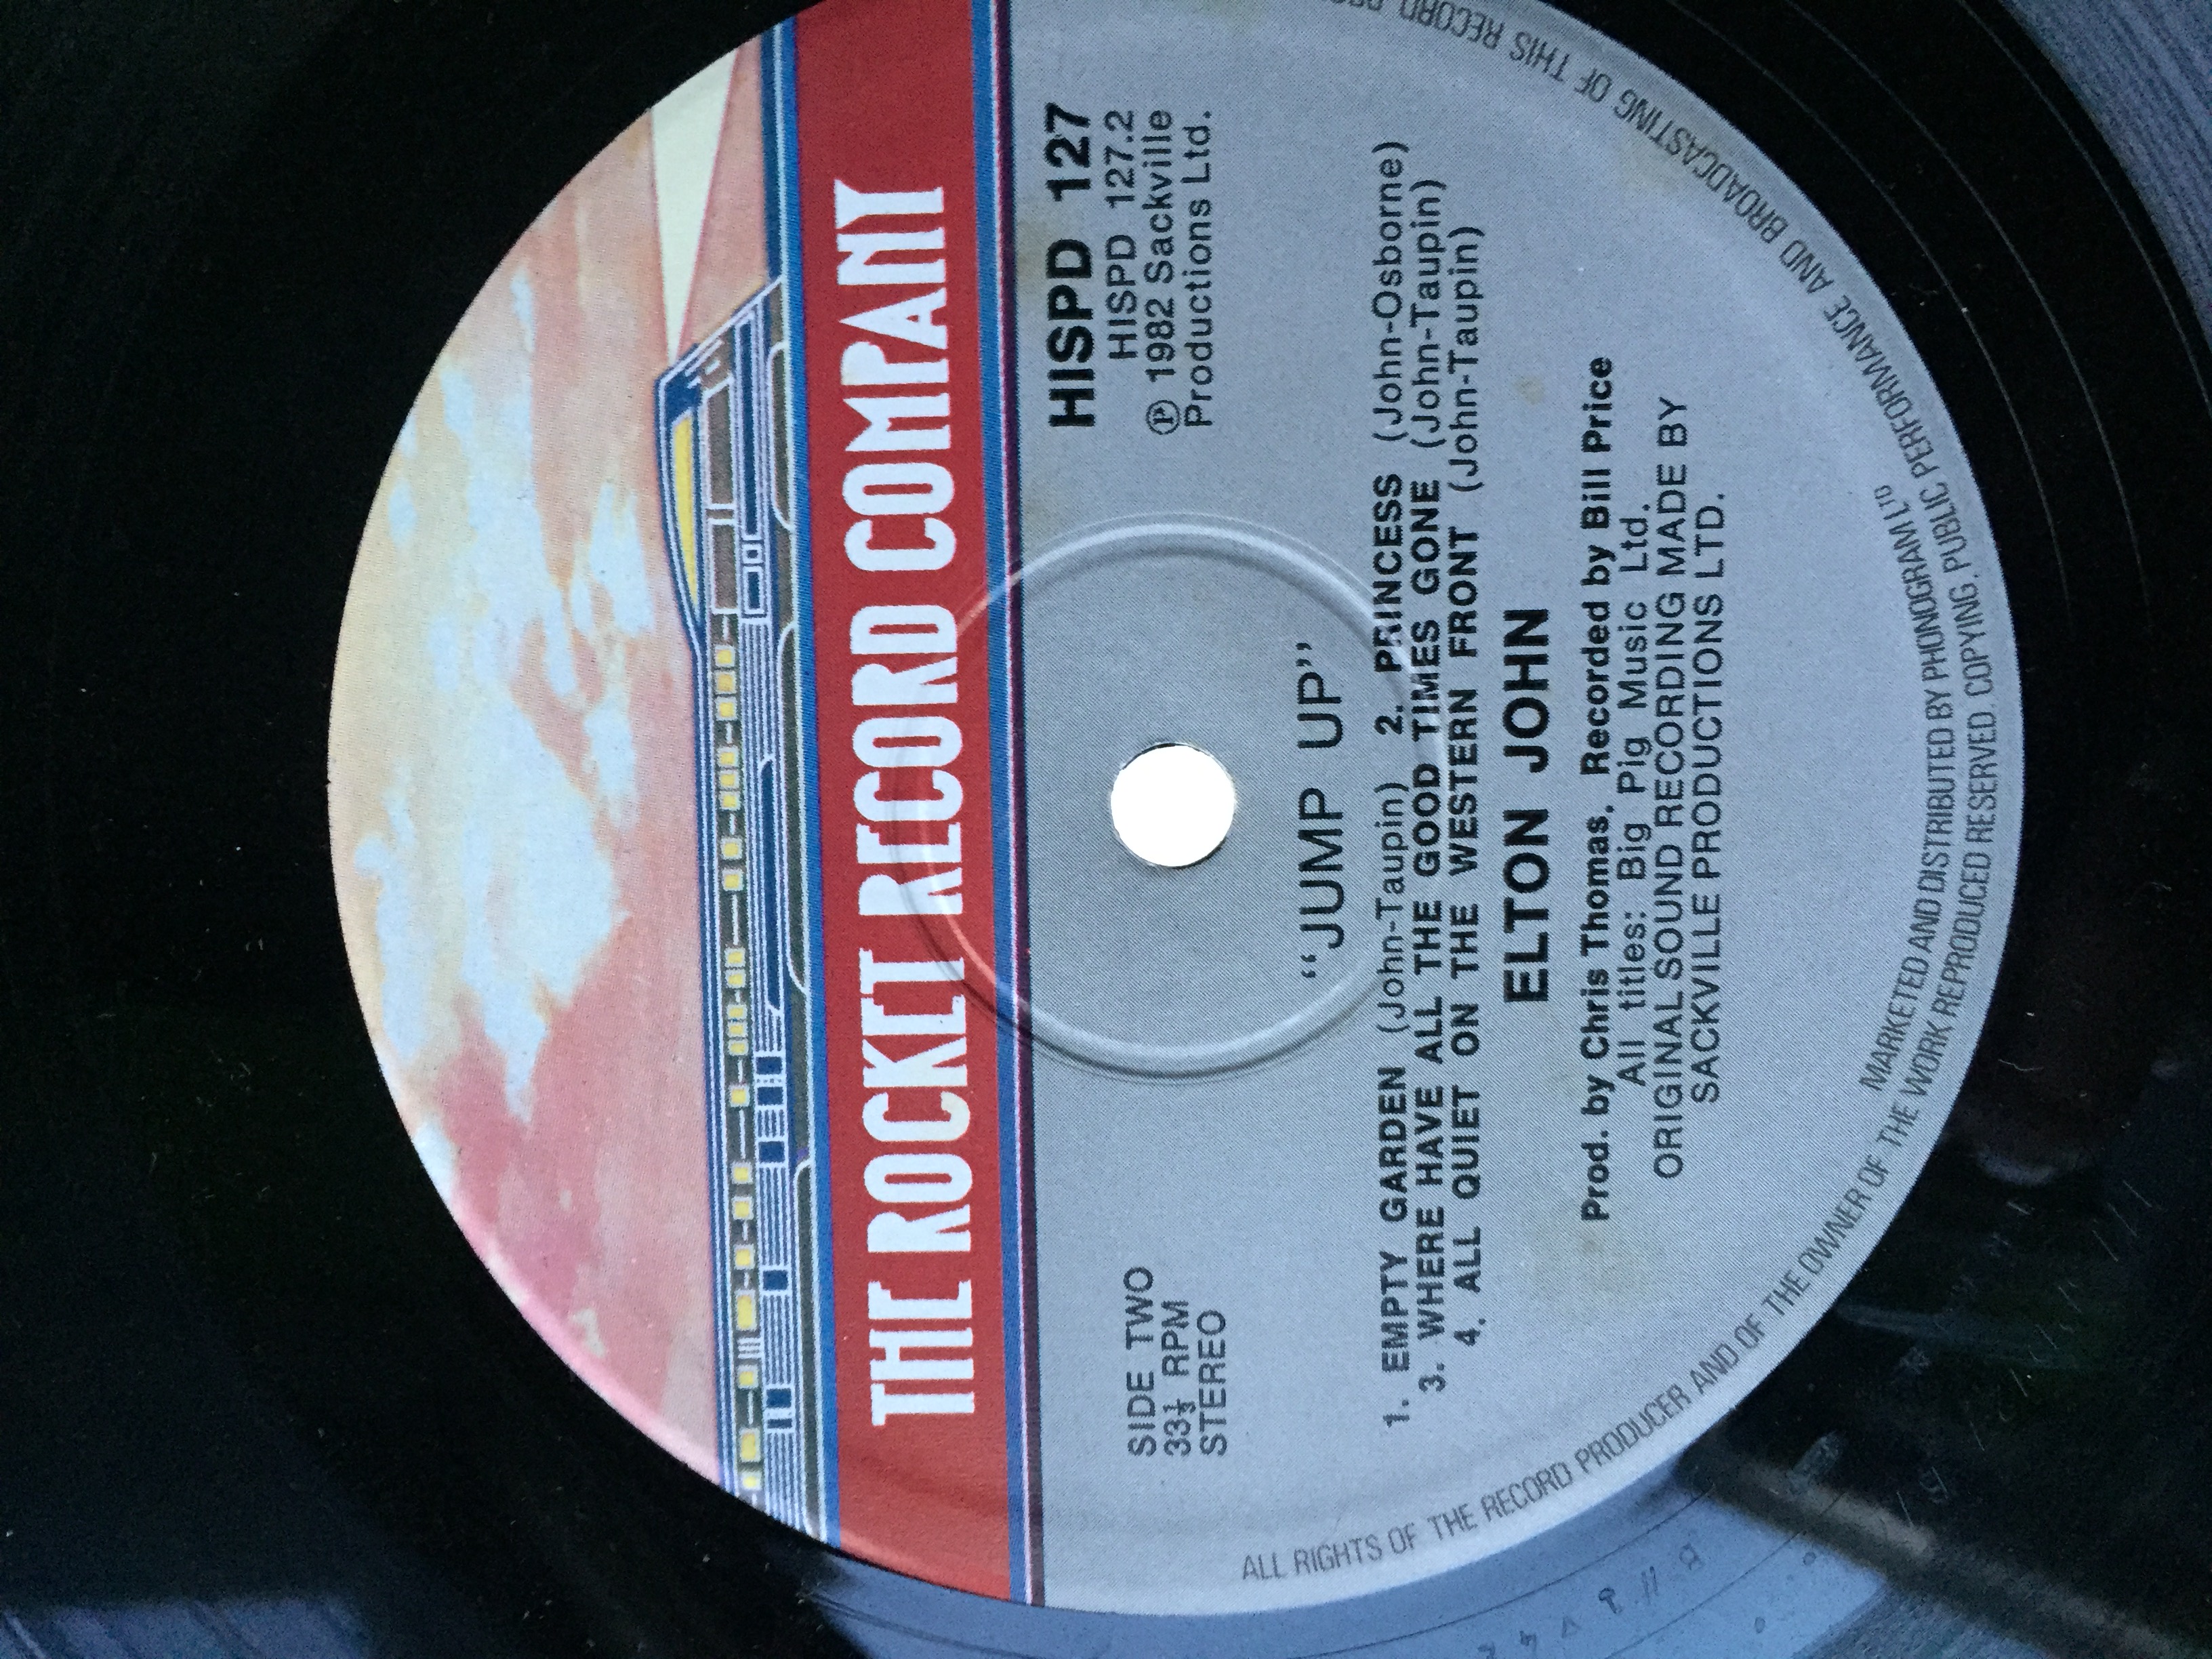 THE ROCKET RECORD COMPANY
HISPD 127
HISPD 127.2
℗ 1982 Sackville
Productions Ltd.
SIDE TWO
33⅓ RPM
STEREO
“JUMP UP”
1. EMPTY GARDEN (John-Taupin) 2. PRINCESS (John-Osborne)
3. WHERE HAVE ALL THE GOOD TIMES GONE (John-Taupin)
4. ALL QUIET ON THE WESTERN FRONT (John-Taupin)
ELTON JOHN
Prod. by Chris Thomas. Recorded by Bill Price
All titles: Big Pig Music Ltd.
ORIGINAL SOUND RECORDING MADE BY
SACKVILLE PRODUCTIONS LTD.
MARKETED AND DISTRIBUTED BY PHONOGRAM LTD
ALL RIGHTS OF THE RECORD PRODUCER AND OF THE OWNER OF THE WORK REPRODUCED RESERVED. COPYING, PUBLIC PERFORMANCE AND BROADCASTING OF THIS RECORD